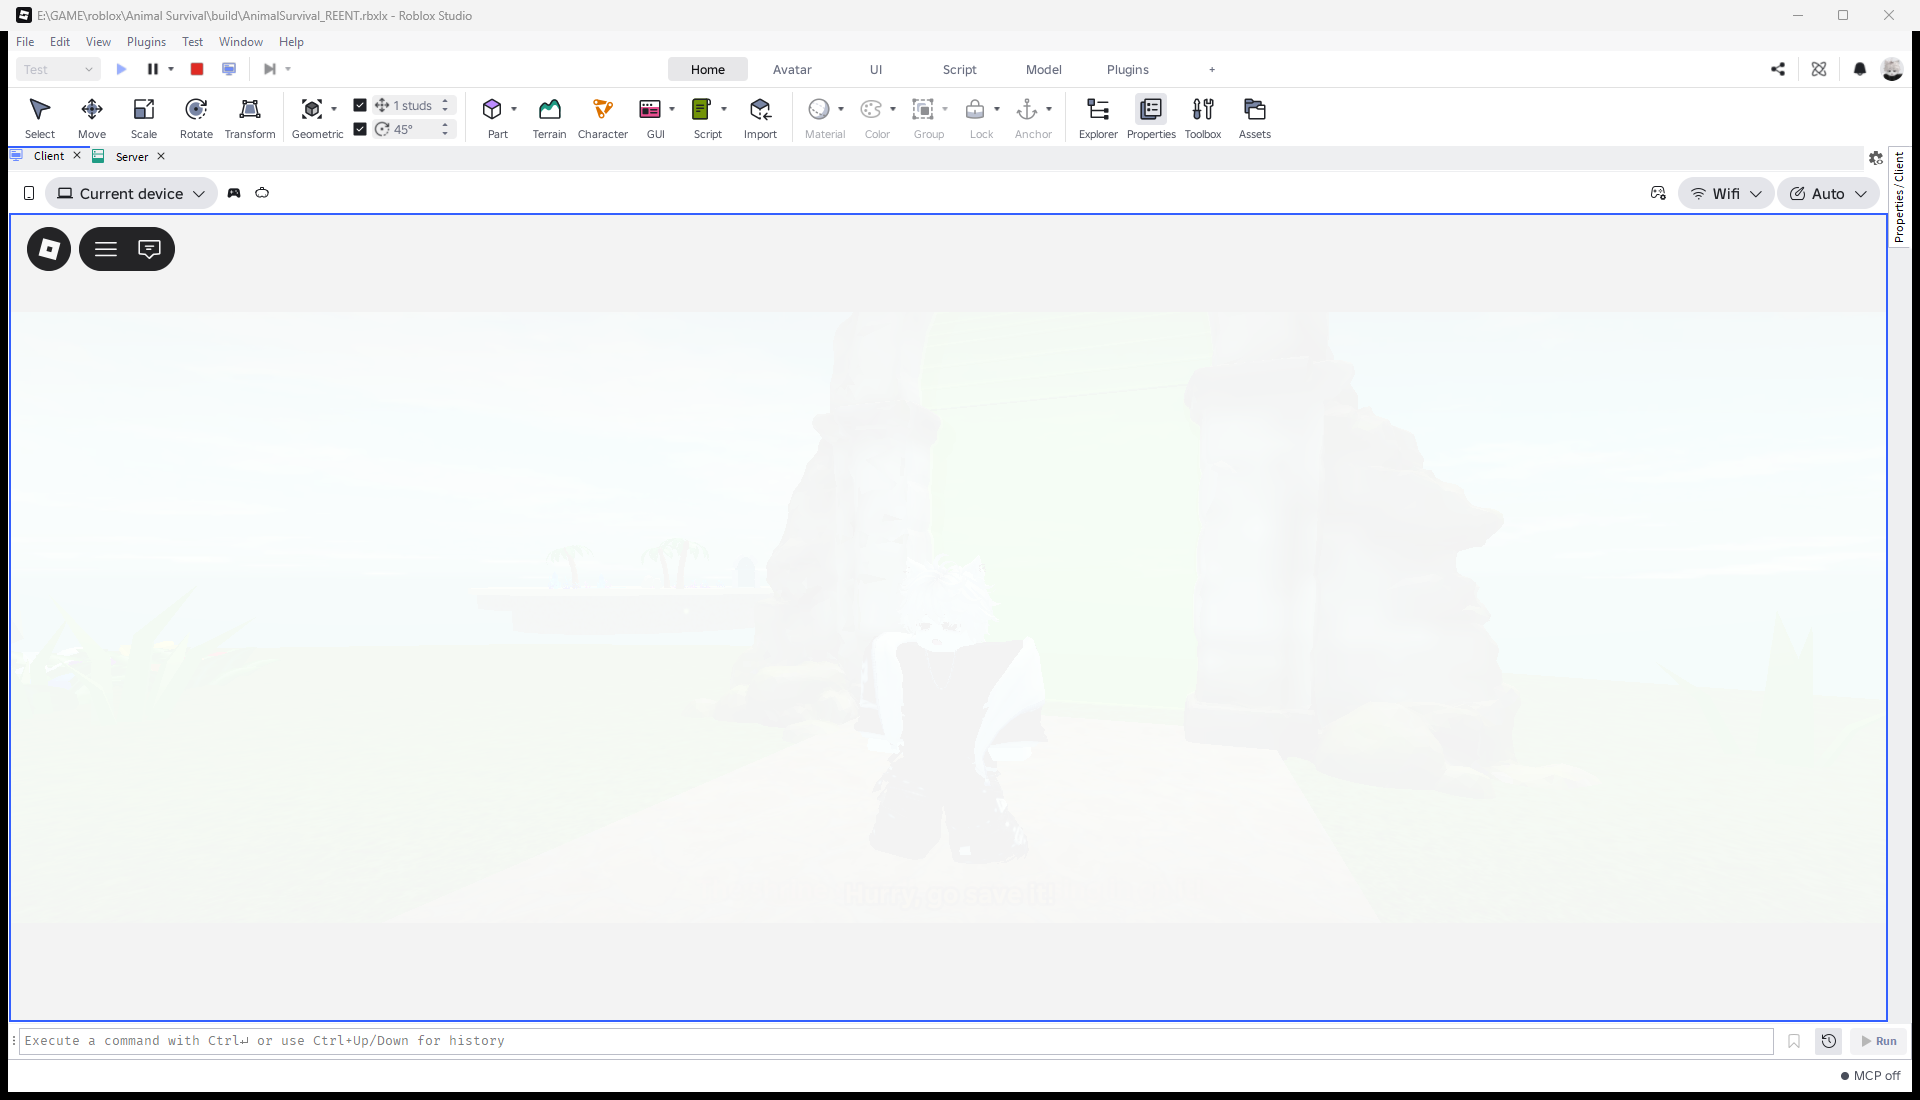 E:\GAME\roblox\Animal Survival\build\AnimalSurvival_REENT.rbxlx - Roblox Studio
File Edit View Plugins Test Window Help
Test Home Avatar UI Script Model Plugins +
1 studs
45°
Select Move Scale Rotate Transform Geometric Part Terrain Character GUI Script Import Material Color Group Lock Anchor Explorer Properties Toolbox Assets
Client Server
Current device Wifi Auto
Properties / Client
Execute a command with Ctrl↵ or use Ctrl+Up/Down for history
Run
MCP off